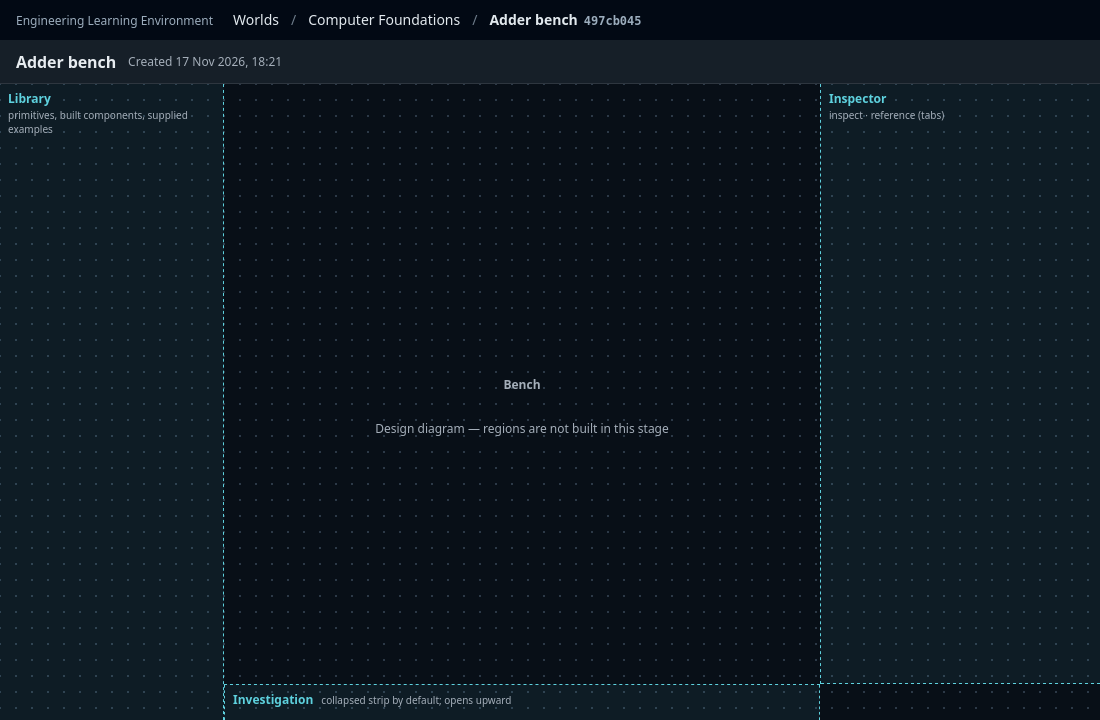 Engineering Learning Environment Worlds / Computer Foundations / Adder bench 497cb045
Adder bench Created 17 Nov 2026, 18:21
Library
primitives, built components, supplied
examples
Inspector
inspect · reference (tabs)
Bench
Design diagram — regions are not built in this stage
Investigation collapsed strip by default; opens upward